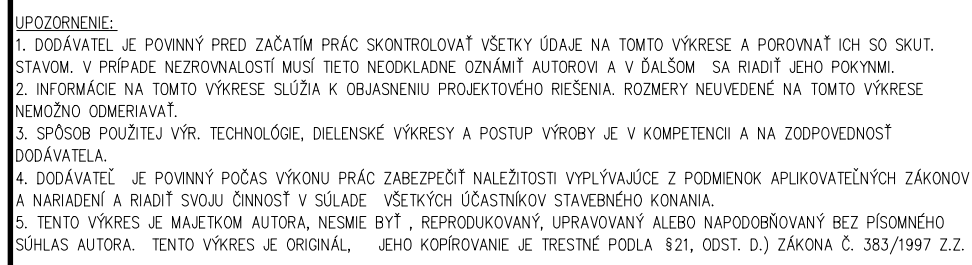 UPOZORNENIE:
1. DODÁVATEL JE POVINNÝ PRED ZAČATÍM PRÁC SKONTROLOVAŤ VŠETKY ÚDAJE NA TOMTO VÝKRESE A POROVNAŤ ICH SO SKUT.
STAVOM. V PRÍPADE NEZROVNALOSTÍ MUSÍ TIETO NEODKLADNE OZNÁMIŤ AUTOROVI A V ĎALŠOM SA RIADIŤ JEHO POKYNMI.
2. INFORMÁCIE NA TOMTO VÝKRESE SLÚŽIA K OBJASNENIU PROJEKTOVÉHO RIEŠENIA. ROZMERY NEUVEDENÉ NA TOMTO VÝKRESE
NEMOŽNO ODMERIAVAŤ.
3. SPÔSOB POUŽITEJ VÝR. TECHNOLÓGIE, DIELENSKÉ VÝKRESY A POSTUP VÝROBY JE V KOMPETENCII A NA ZODPOVEDNOSŤ
DODÁVATELA.
4. DODÁVATEĽ JE POVINNÝ POČAS VÝKONU PRÁC ZABEZPEČIŤ NALEŽITOSTI VYPLÝVAJÚCE Z PODMIENOK APLIKOVATEĽNÝCH ZÁKONOV
A NARIADENÍ A RIADIŤ SVOJU ČINNOSŤ V SÚLADE VŠETKÝCH ÚČASTNÍKOV STAVEBNÉHO KONANIA.
5. TENTO VÝKRES JE MAJETKOM AUTORA, NESMIE BYŤ , REPRODUKOVANÝ, UPRAVOVANÝ ALEBO NAPODOBŇOVANÝ BEZ PÍSOMNÉHO
SÚHLAS AUTORA. TENTO VÝKRES JE ORIGINÁL, JEHO KOPÍROVANIE JE TRESTNÉ PODLA §21, ODST. D.) ZÁKONA Č. 383/1997 Z.Z.